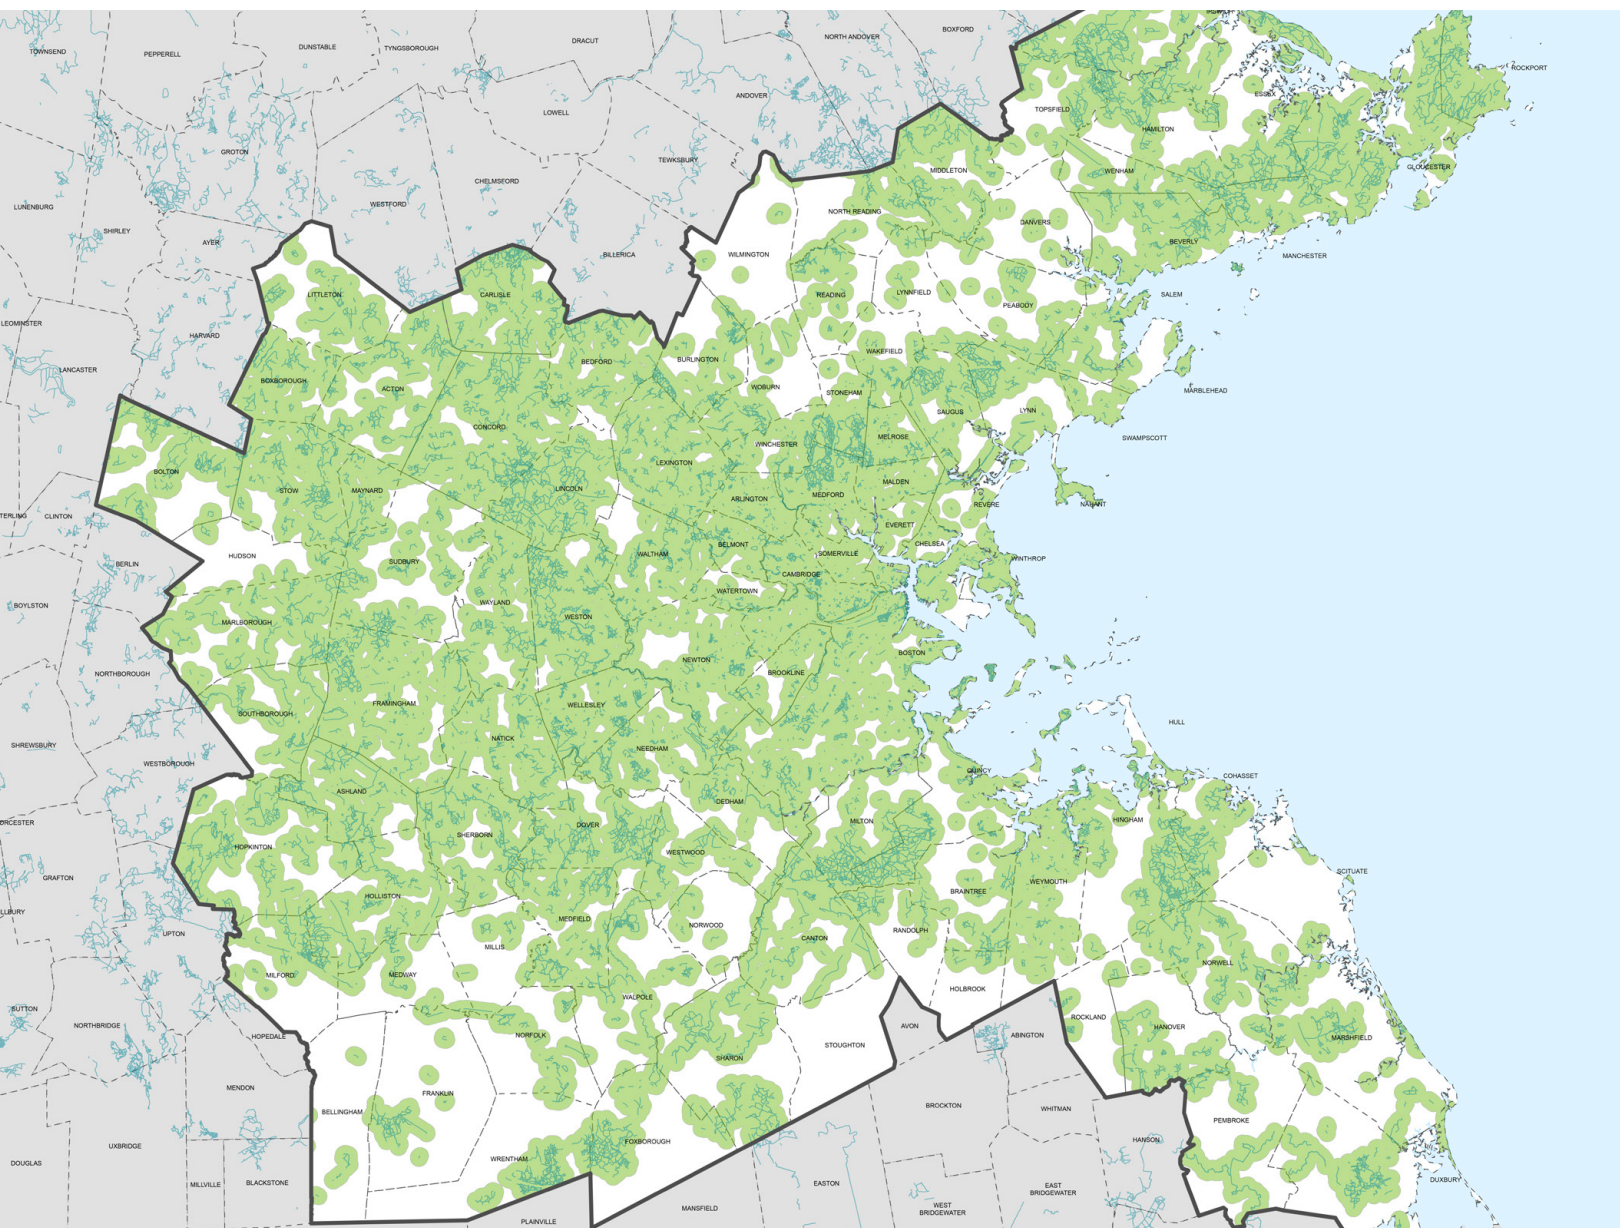 IPSWICH
BOXFORD
NORTH ANDOVER
DRACUT
DUNSTABLE
TYNGSBOROUGH
TOWNSEND
PEPPERELL
ROCKPORT
ESSEX
ANDOVER
TOPSFIELD
LOWELL
HAMILTON
GROTON
TEWKSBURY
GLOUCESTER
MIDDLETON
WENHAM
CHELMSFORD
WESTFORD
LUNENBURG
NORTH READING
DANVERS
SHIRLEY
AYER
BEVERLY
WILMINGTON
BILLERICA
MANCHESTER
LITTLETON
CARLISLE
READING
LYNNFIELD
SALEM
PEABODY
LEOMINSTER
HARVARD
WAKEFIELD
BURLINGTON
BEDFORD
LANCASTER
BOXBOROUGH
ACTON
WOBURN
STONEHAM
MARBLEHEAD
SAUGUS
LYNN
CONCORD
MELROSE
SWAMPSCOTT
WINCHESTER
LEXINGTON
BOLTON
MALDEN
LINCOLN
STOW
MAYNARD
MEDFORD
ARLINGTON
REVERE
NAHANT
TERLING
CLINTON
EVERETT
CHELSEA
BELMONT
HUDSON
WALTHAM
SOMERVILLE
WINTHROP
SUDBURY
BERLIN
CAMBRIDGE
WATERTOWN
WAYLAND
BOYLSTON
WESTON
MARLBOROUGH
BOSTON
NEWTON
BROOKLINE
NORTHBOROUGH
FRAMINGHAM
WELLESLEY
SOUTHBOROUGH
HULL
NATICK
SHREWSBURY
NEEDHAM
WESTBOROUGH
QUINCY
COHASSET
ASHLAND
DEDHAM
HINGHAM
MILTON
DOVER
ORCESTER
SHERBORN
HOPKINTON
WESTWOOD
SCITUATE
GRAFTON
WEYMOUTH
BRAINTREE
HOLLISTON
LLBURY
MEDFIELD
NORWOOD
RANDOLPH
UPTON
CANTON
MILLIS
NORWELL
MILFORD
MEDWAY
HOLBROOK
WALPOLE
SUTTON
ROCKLAND
NORTHBRIDGE
AVON
HANOVER
HOPEDALE
NORFOLK
ABINGTON
MARSHFIELD
STOUGHTON
SHARON
MENDON
FRANKLIN
BROCKTON
WHITMAN
BELLINGHAM
PEMBROKE
HANSON
FOXBOROUGH
UXBRIDGE
WRENTHAM
DOUGLAS
DUXBURY
MILLVILLE
BLACKSTONE
EASTON
EAST
BRIDGEWATER
WEST
BRIDGEWATER
MANSFIELD
PLAINVILLE